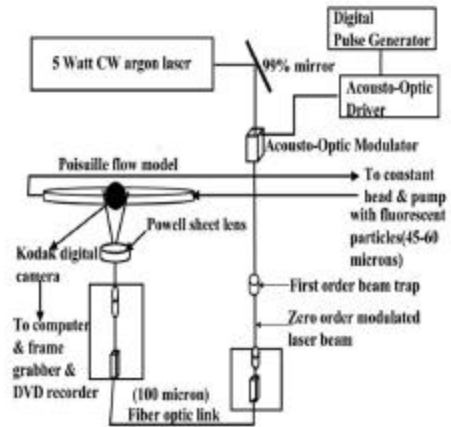 Digital
Pulse Generator
5 Watt CW argon laser
99% mirror
Acousto-Optic
Driver
Acousto-Optic Modulator
Poisuille flow model
To constant
head & pump
with fluorescent
particles(45-60
microns)
Powell sheet lens
Kodak digital
camera
First order beam trap
To computer
& frame
grabber &
DVD recorder
Zero order modulated
laser beam
(100 micron)
Fiber optic link